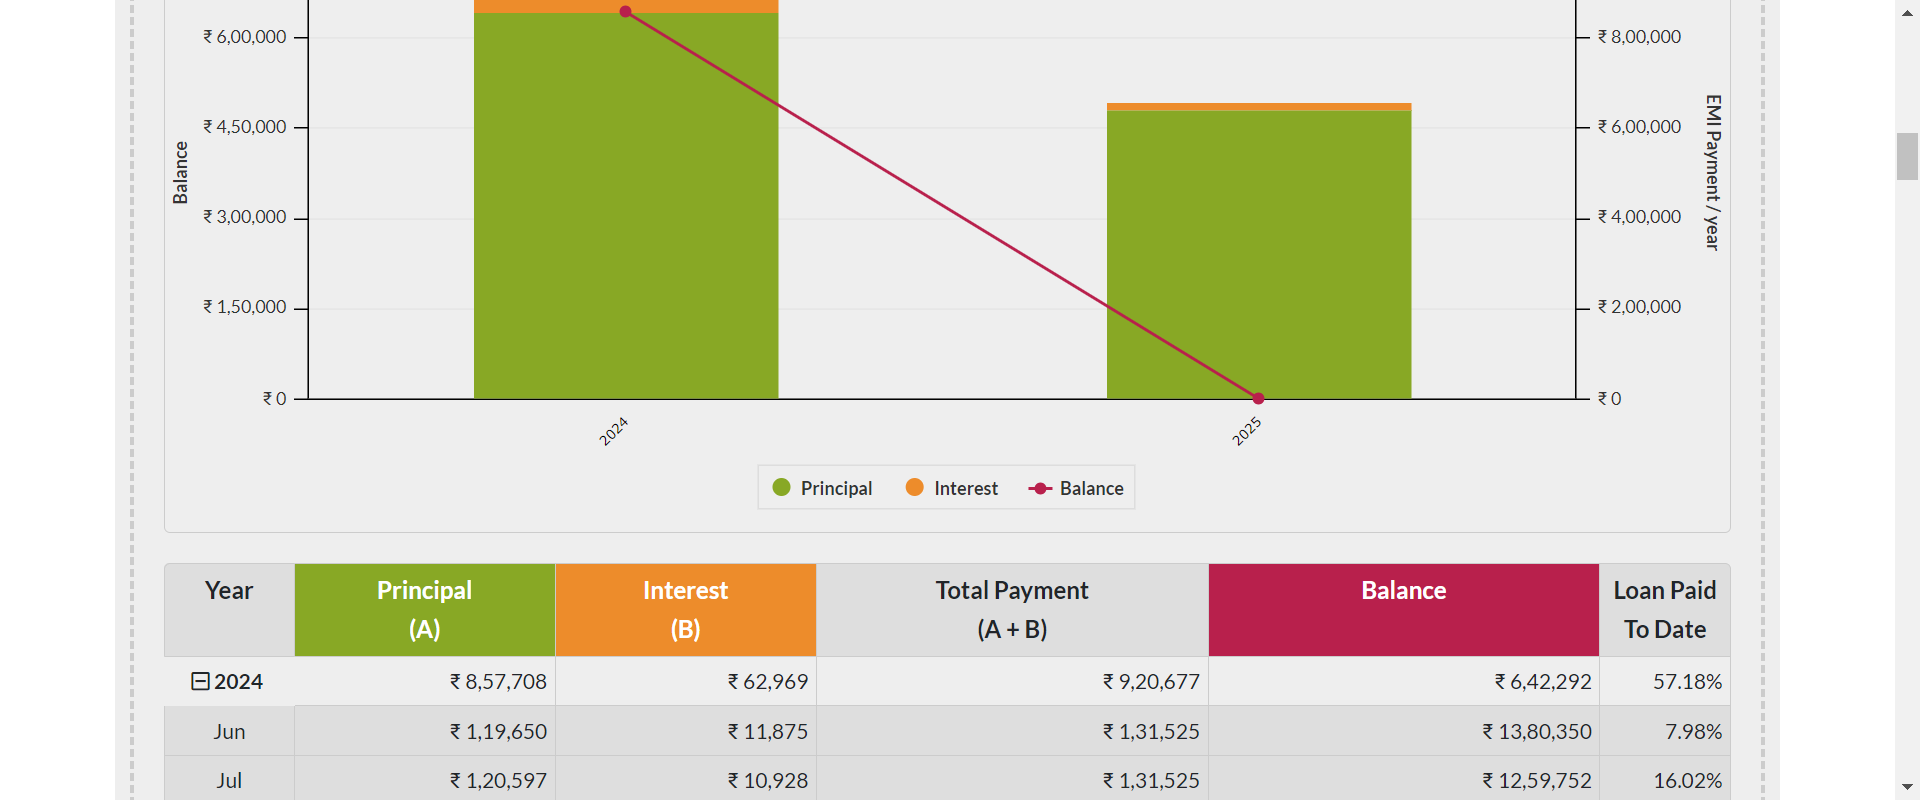 ₹ 6,00,000
₹ 4,50,000
₹ 3,00,000
₹ 1,50,000
₹ 0
Balance
₹ 8,00,000
₹ 6,00,000
₹ 4,00,000
₹ 2,00,000
₹ 0
EMI Payment / year
2024
2025
Principal Interest Balance
Year Principal Interest Total Payment Balance Loan Paid
(A) (B) (A + B) To Date
2024 ₹ 8,57,708 ₹ 62,969 ₹ 9,20,677 ₹ 6,42,292 57.18%
Jun ₹ 1,19,650 ₹ 11,875 ₹ 1,31,525 ₹ 13,80,350 7.98%
Jul ₹ 1,20,597 ₹ 10,928 ₹ 1,31,525 ₹ 12,59,752 16.02%